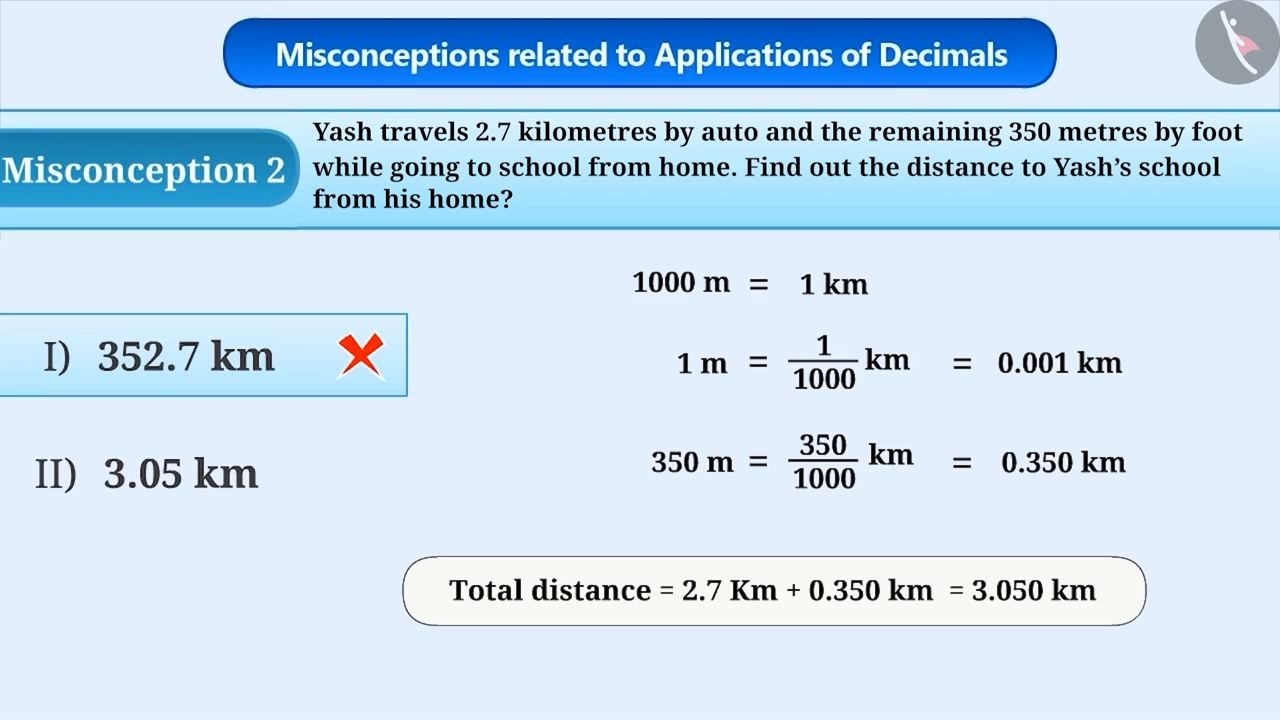 Misconceptions related to Applications of Decimals
Misconception 2
Yash travels 2.7 kilometres by auto and the remaining 350 metres by foot
while going to school from home. Find out the distance to Yash’s school
from his home?
1000 m = 1 km
I) 352.7 km
1 m = 1/1000 km = 0.001 km
II) 3.05 km
350 m = 350/1000 km = 0.350 km
Total distance = 2.7 Km + 0.350 km = 3.050 km